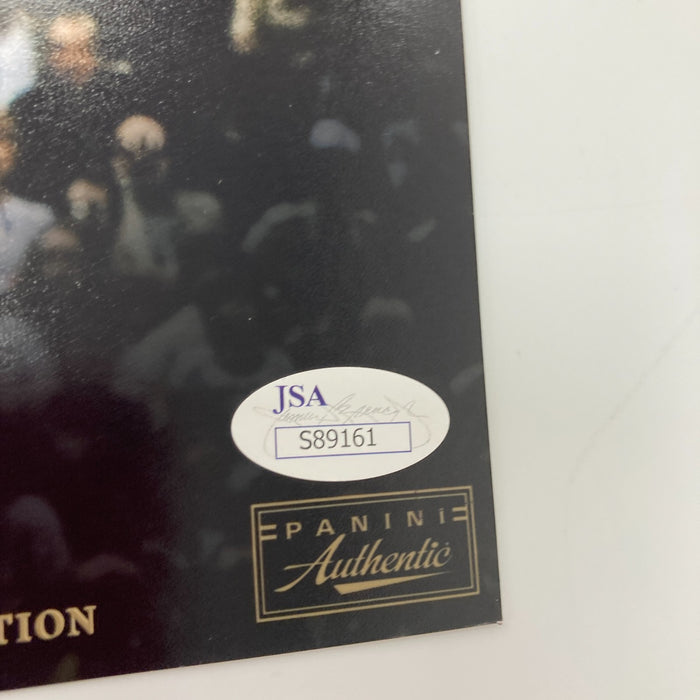 JSA
S89161
PANINI
Authentic
TION